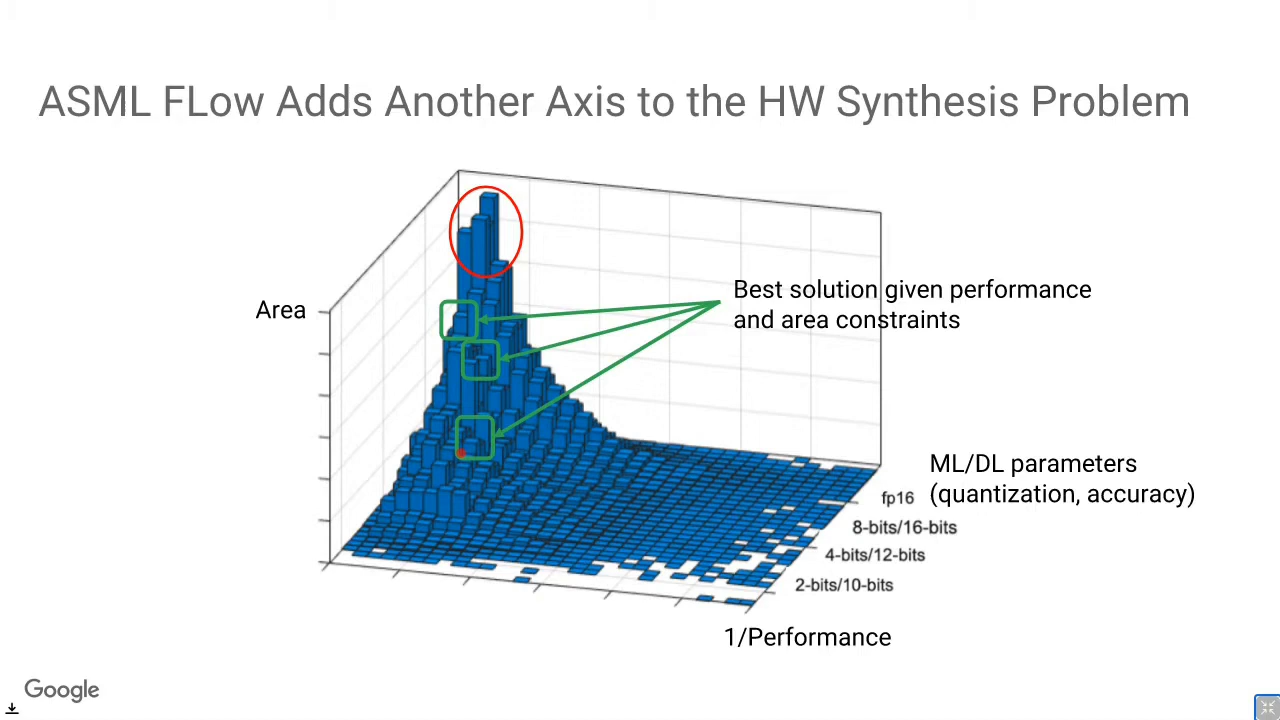 ASML FLow Adds Another Axis to the HW Synthesis Problem
Area
Best solution given performance
and area constraints
ML/DL parameters
(quantization, accuracy)
fp16
8-bits/16-bits
4-bits/12-bits
2-bits/10-bits
1/Performance
Google